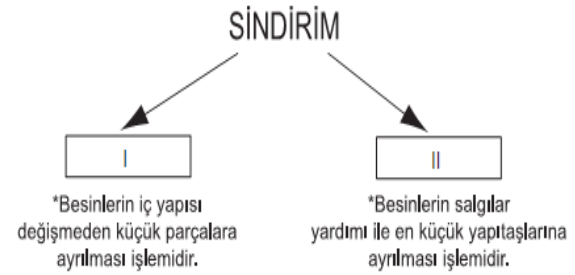 SİNDİRİM
I
II
*Besinlerin iç yapısı
değişmeden küçük parçalara
ayrılması işlemidir.
*Besinlerin salgılar
yardımı ile en küçük yapıtaşlarına
ayrılması işlemidir.